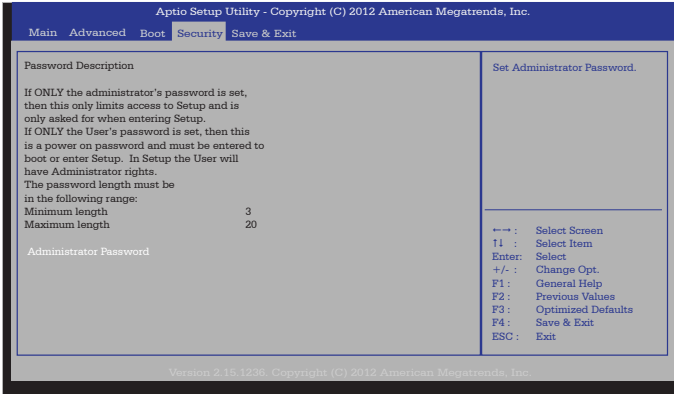 Aptio Setup Utility - Copyright (C) 2012 American Megatrends, Inc.
Main Advanced Boot Security Save & Exit
Password Description
If ONLY the administrator's password is set,
then this only limits access to Setup and is
only asked for when entering Setup.
If ONLY the User's password is set, then this
is a power on password and must be entered to
boot or enter Setup. In Setup the User will
have Administrator rights.
The password length must be
in the following range:
Minimum length 3
Maximum length 20
Administrator Password
Set Administrator Password.
←→ : Select Screen
↑↓ : Select Item
Enter: Select
+/- : Change Opt.
F1 : General Help
F2 : Previous Values
F3 : Optimized Defaults
F4 : Save & Exit
ESC : Exit
Version 2.15.1236. Copyright (C) 2012 American Megatrends, Inc.